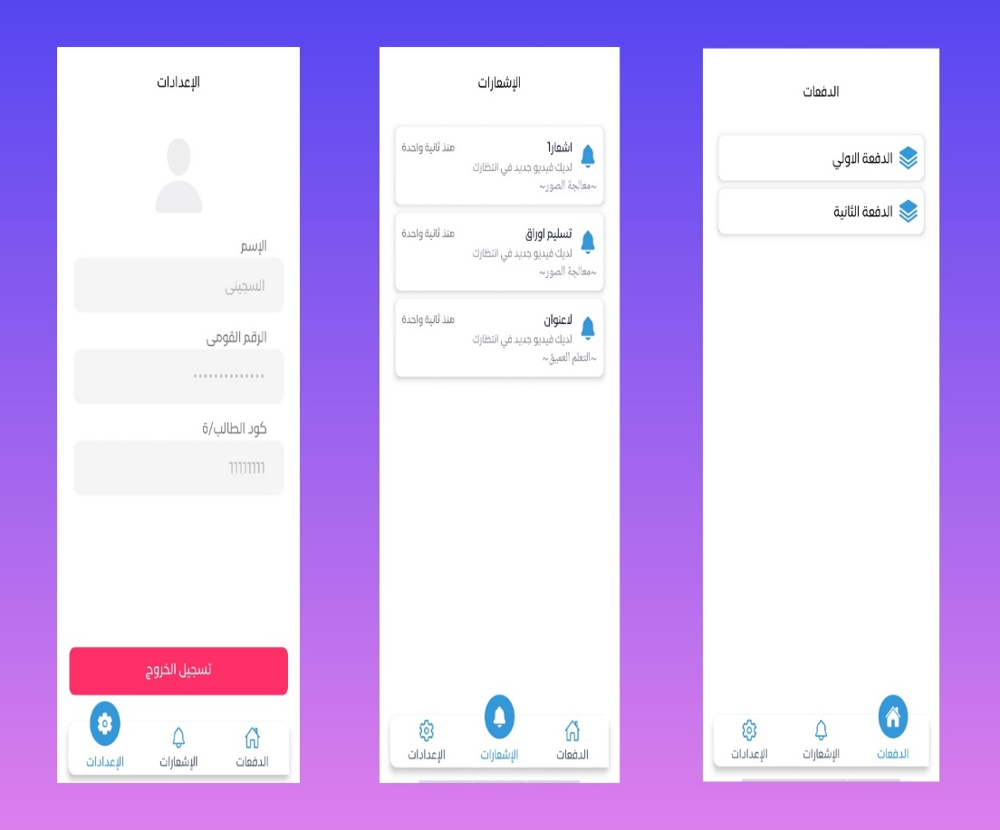 الدفعات
الدفعة الاولي
الدفعة الثانية
الدفعات
الإشعارات
الإعدادات
الإشعارات
اشعار1
منذ ثانية واحدة
لديك فيديو جديد في انتظارك
~معالجة الصور~
تسليم اوراق
منذ ثانية واحدة
لديك فيديو جديد في انتظارك
~معالجة الصور~
لاعنوان
منذ ثانية واحدة
لديك فيديو جديد في انتظارك
~التعلم العميق~
الدفعات
الإشعارات
الإعدادات
الإعدادات
الإسم
السجينى
الرقم القومى
••••••••••••••
كود الطالب/ة
11111111
تسجيل الخروج
الدفعات
الإشعارات
الإعدادات